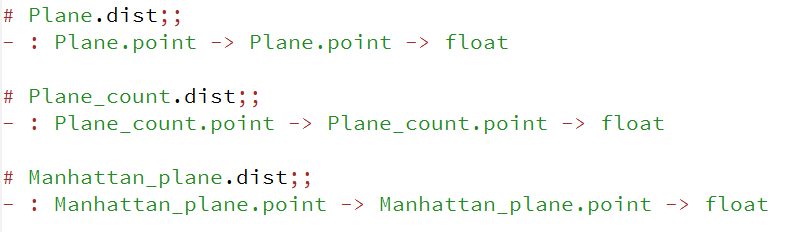 # Plane.dist;;
- : Plane.point -> Plane.point -> float
# Plane_count.dist;;
- : Plane_count.point -> Plane_count.point -> float
# Manhattan_plane.dist;;
- : Manhattan_plane.point -> Manhattan_plane.point -> float